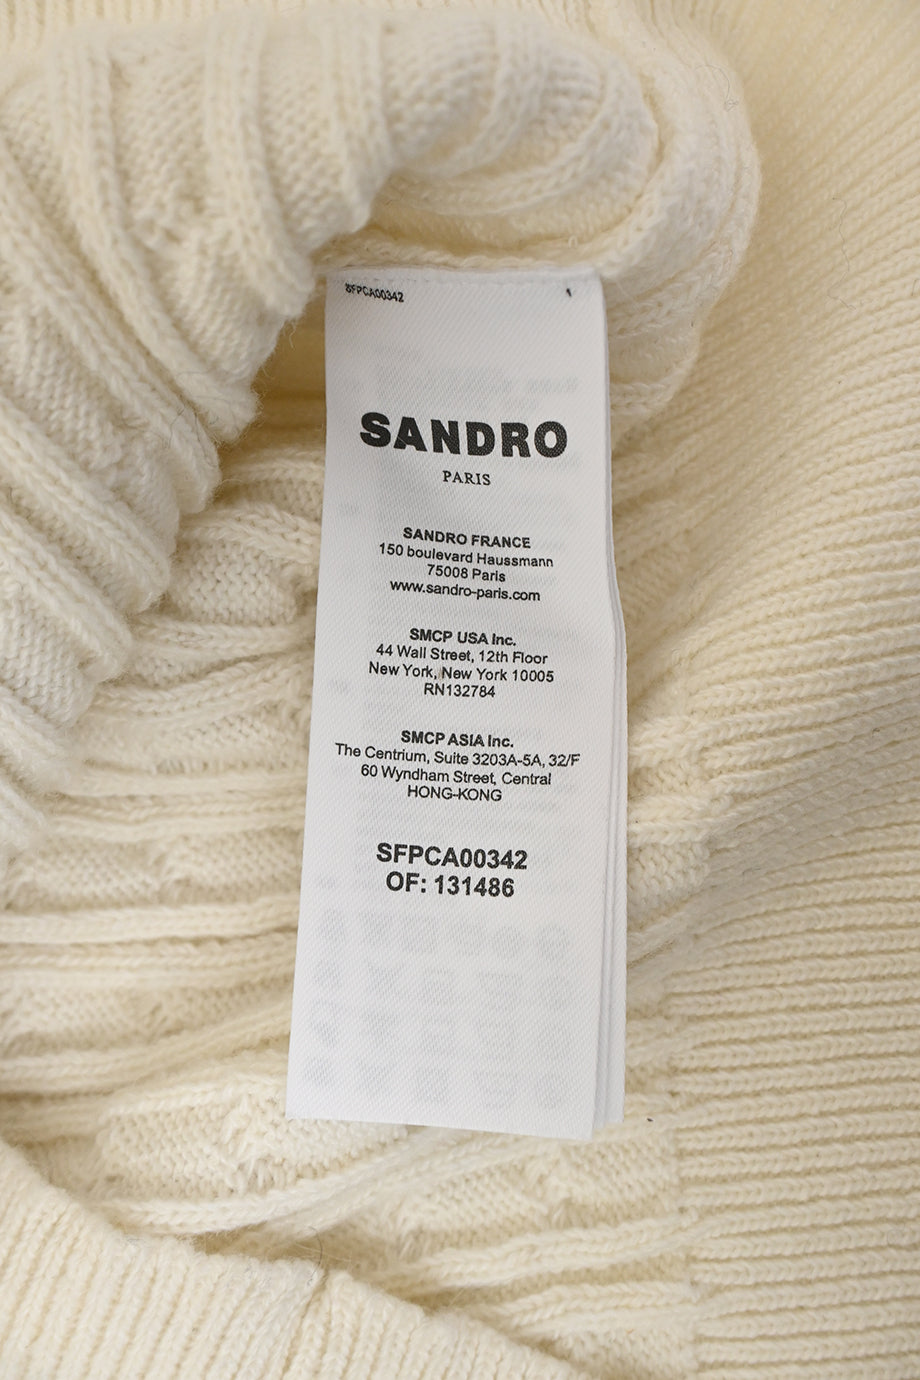 SFPCA00342 1
SANDRO
PARIS
SANDRO FRANCE
150 boulevard Haussmann
75008 Paris
www.sandro-paris.com
SMCP USA Inc.
44 Wall Street, 12th Floor
New York, New York 10005
RN132784
SMCP ASIA Inc.
The Centrium, Suite 3203A-5A, 32/F
60 Wyndham Street, Central
HONG-KONG
SFPCA00342
OF: 131486